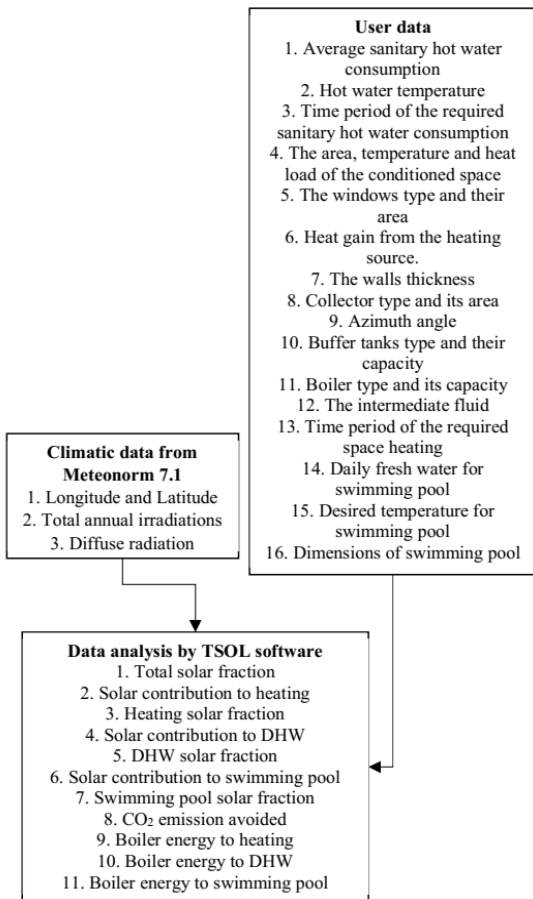 User data
1. Average sanitary hot water
consumption
2. Hot water temperature
3. Time period of the required
sanitary hot water consumption
4. The area, temperature and heat
load of the conditioned space
5. The windows type and their
area
6. Heat gain from the heating
source.
7. The walls thickness
8. Collector type and its area
9. Azimuth angle
10. Buffer tanks type and their
capacity
11. Boiler type and its capacity
12. The intermediate fluid
13. Time period of the required
space heating
14. Daily fresh water for
swimming pool
15. Desired temperature for
swimming pool
16. Dimensions of swimming pool
Climatic data from
Meteonorm 7.1
1. Longitude and Latitude
2. Total annual irradiations
3. Diffuse radiation
Data analysis by TSOL software
1. Total solar fraction
2. Solar contribution to heating
3. Heating solar fraction
4. Solar contribution to DHW
5. DHW solar fraction
6. Solar contribution to swimming pool
7. Swimming pool solar fraction
8. CO₂ emission avoided
9. Boiler energy to heating
10. Boiler energy to DHW
11. Boiler energy to swimming pool